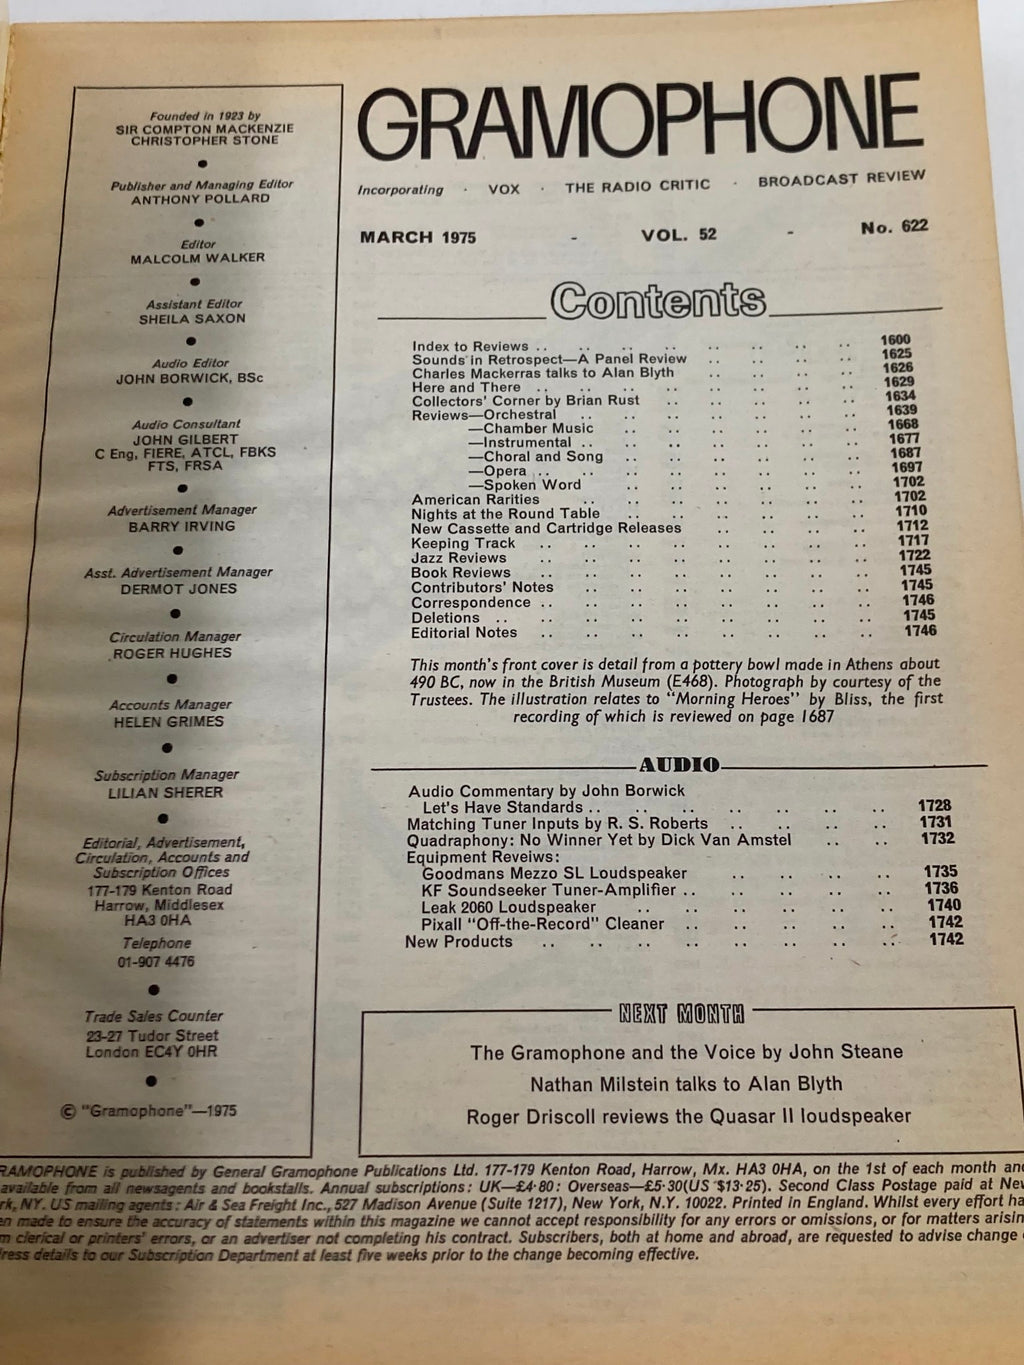 Founded in 1923 by
SIR COMPTON MACKENZIE
CHRISTOPHER STONE
Publisher and Managing Editor
ANTHONY POLLARD
Editor
MALCOLM WALKER
Assistant Editor
SHEILA SAXON
Audio Editor
JOHN BORWICK, BSc
Audio Consultant
JOHN GILBERT
C Eng, FIERE, ATCL, FBKS
FTS, FRSA
Advertisement Manager
BARRY IRVING
Asst. Advertisement Manager
DERMOT JONES
Circulation Manager
ROGER HUGHES
Accounts Manager
HELEN GRIMES
Subscription Manager
LILIAN SHERER
Editorial, Advertisement,
Circulation, Accounts and
Subscription Offices
177-179 Kenton Road
Harrow, Middlesex
HA3 0HA
Telephone
01-907 4476
Trade Sales Counter
23-27 Tudor Street
London EC4Y 0HR
© "Gramophone"—1975
GRAMOPHONE
Incorporating · VOX · THE RADIO CRITIC · BROADCAST REVIEW
MARCH 1975 - VOL. 52 - No. 622
Contents
Index to Reviews .. .. .. .. .. .. .. 1600
Sounds in Retrospect—A Panel Review .. .. .. .. 1625
Charles Mackerras talks to Alan Blyth .. .. .. .. 1626
Here and There .. .. .. .. .. .. .. 1629
Collectors' Corner by Brian Rust .. .. .. .. .. 1634
Reviews—Orchestral .. .. .. .. .. .. 1639
—Chamber Music .. .. .. .. .. .. 1668
—Instrumental .. .. .. .. .. .. 1677
—Choral and Song .. .. .. .. .. .. 1687
—Opera .. .. .. .. .. .. .. 1697
—Spoken Word .. .. .. .. .. .. 1702
American Rarities .. .. .. .. .. .. 1702
Nights at the Round Table .. .. .. .. .. .. 1710
New Cassette and Cartridge Releases .. .. .. .. 1712
Keeping Track .. .. .. .. .. .. .. 1717
Jazz Reviews .. .. .. .. .. .. .. 1722
Book Reviews .. .. .. .. .. .. .. 1745
Contributors' Notes .. .. .. .. .. .. 1745
Correspondence .. .. .. .. .. .. .. 1746
Deletions .. .. .. .. .. .. .. .. 1745
Editorial Notes .. .. .. .. .. .. .. 1746
This month's front cover is detail from a pottery bowl made in Athens about
490 BC, now in the British Museum (E468). Photograph by courtesy of the
Trustees. The illustration relates to "Morning Heroes" by Bliss, the first
recording of which is reviewed on page 1687
AUDIO
Audio Commentary by John Borwick
Let's Have Standards .. .. .. .. .. .. .. 1728
Matching Tuner Inputs by R. S. Roberts .. .. .. .. 1731
Quadraphony: No Winner Yet by Dick Van Amstel .. .. 1732
Equipment Reveiws:
Goodmans Mezzo SL Loudspeaker .. .. .. .. 1735
KF Soundseeker Tuner-Amplifier .. .. .. .. .. 1736
Leak 2060 Loudspeaker .. .. .. .. .. .. 1740
Pixall "Off-the-Record" Cleaner .. .. .. .. .. 1742
New Products .. .. .. .. .. .. .. .. 1742
NEXT MONTH
The Gramophone and the Voice by John Steane
Nathan Milstein talks to Alan Blyth
Roger Driscoll reviews the Quasar II loudspeaker
RAMOPHONE is published by General Gramophone Publications Ltd. 177-179 Kenton Road, Harrow, Mx. HA3 0HA, on the 1st of each month an
available from all newsagents and bookstalls. Annual subscriptions: UK—£4·80: Overseas—£5·30(US $13·25). Second Class Postage paid at Ne
rk, NY. US mailing agents: Air & Sea Freight Inc., 527 Madison Avenue (Suite 1217), New York, N.Y. 10022. Printed in England. Whilst every effort ha
en made to ensure the accuracy of statements within this magazine we cannot accept responsibility for any errors or omissions, or for matters arisin
m clerical or printers' errors, or an advertiser not completing his contract. Subscribers, both at home and abroad, are requested to advise change
ress details to our Subscription Department at least five weeks prior to the change becoming effective.